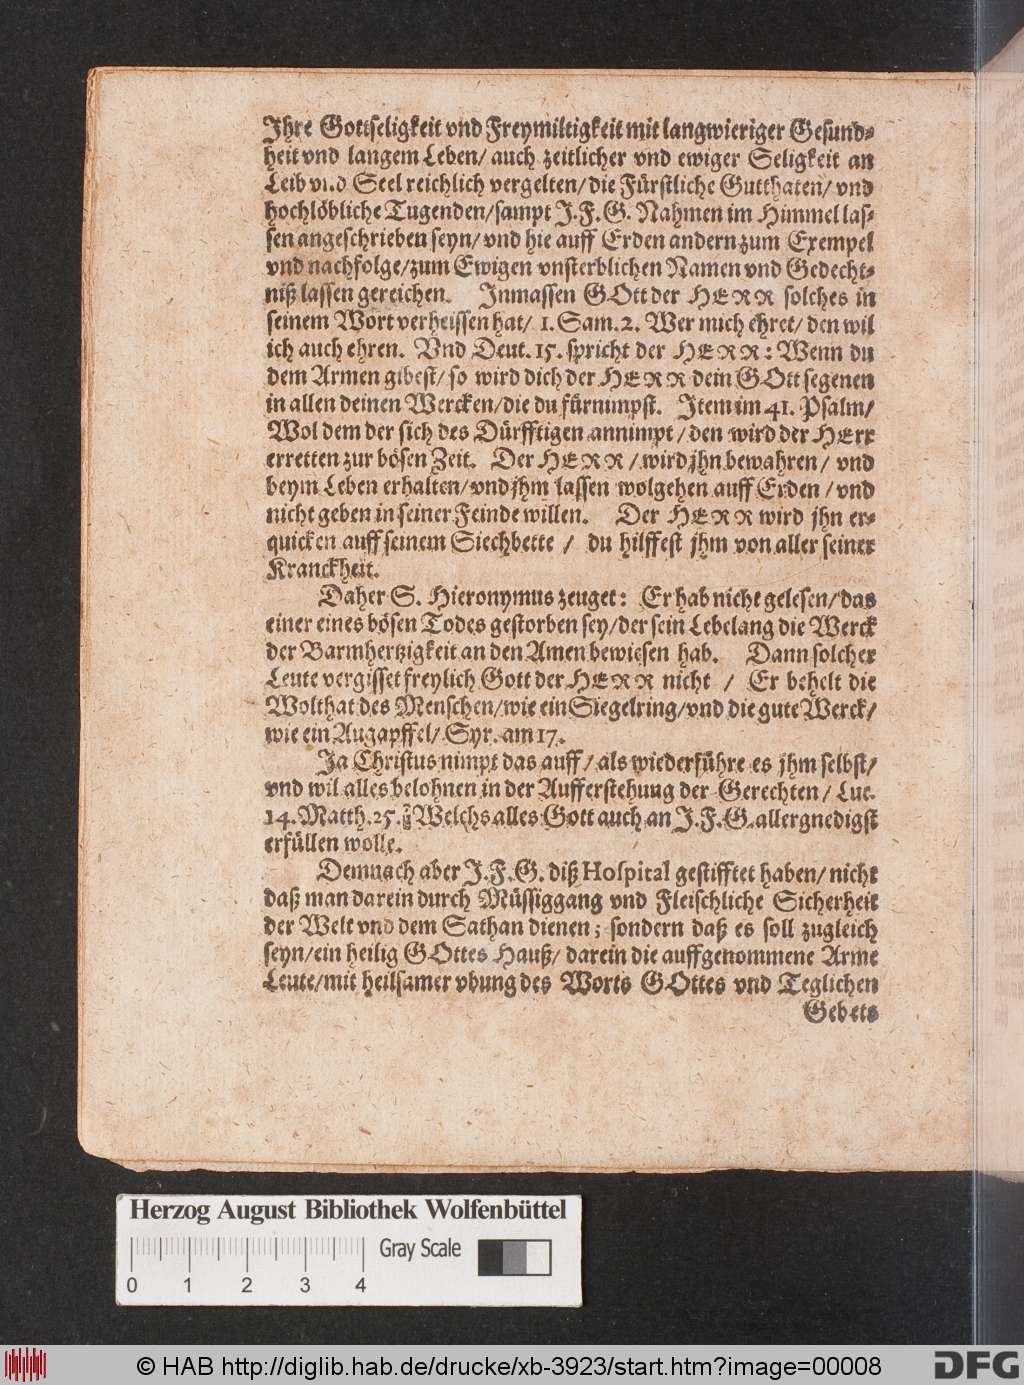 Ihre Gottseligkeit vnd Freymiltigkeit mit langwieriger Gesund-
heit vnd langem Leben/ auch zeitlicher vnd ewiger Seligkeit an
Leib vnd Seel reichlich vergelten/ die Fürstliche Gutthaten/ vnd
hochlöbliche Tugenden/ sampt J. F. G. Nahmen im Himmel las-
sen angeschrieben seyn/ vnd hie auff Erden andern zum Exempel
vnd nachfolge/ zum Ewigen vnsterblichen Namen vnd Gedecht-
niß lassen gereichen. Inmassen GOtt der HERR solches in
seinem Wort verheissen hat/ 1. Sam. 2. Wer mich ehret/ den wil
ich auch ehren. Vnd Deut. 15. spricht der HERR: Wenn du
dem Armen gibest/ so wird dich der HERR dein GOtt segenen
in allen deinen Wercken/ die du fürnimpst. Item im 41. Psalm/
Wol dem der sich des Dürfftigen annimpt/ den wird der HErr
erretten zur bösen Zeit. Der HERR/ wird jhn bewahren/ vnd
beym Leben erhalten/ vnd jhm lassen wolgehen auff Erden/ vnd
nicht geben in seiner Feinde willen. Der HERR wird jhn er-
quicken auff seinem Siechbette/ du hilffest jhm von aller seiner
Kranckheit.
Daher S. Hieronymus zeuget: Er hab nicht gelesen/ das
einer eines bösen Todes gestorben sey/ der sein Lebelang die Werck
der Barmhertzigkeit an den Amen bewiesen hab. Dann solcher
Leute vergisset freylich Gott der HERR nicht/ Er behelt die
Wolthat des Menschen/ wie ein Siegelring/ vnd die gute Werck/
wie ein Augapffel/ Syr. am 17.
Ja Christus nimpt das auff/ als wiederführe es jhm selbst/
vnd wil alles belohnen in der Aufferstehung der Gerechten/ Luc.
14. Matth. 25. Welchs alles Gott auch an J. F. G. allergnedigst
erfüllen wolle.
Demnach aber J. F. G. diß Hospital gestifftet haben/ nicht
daß man darein durch Müssiggang vnd Fleischliche Sicherheit
der Welt vnd dem Sathan dienen; sondern daß es soll zugleich
seyn/ ein heilig GOttes Hauß/ darein die auffgenommene Arme
Leute/ mit heilsamer vbung des Worts GOttes vnd Teglichen
Gebets
Herzog August Bibliothek Wolfenbüttel
Gray Scale
0 1 2 3 4
© HAB http://diglib.hab.de/drucke/xb-3923/start.htm?image=00008
DFG